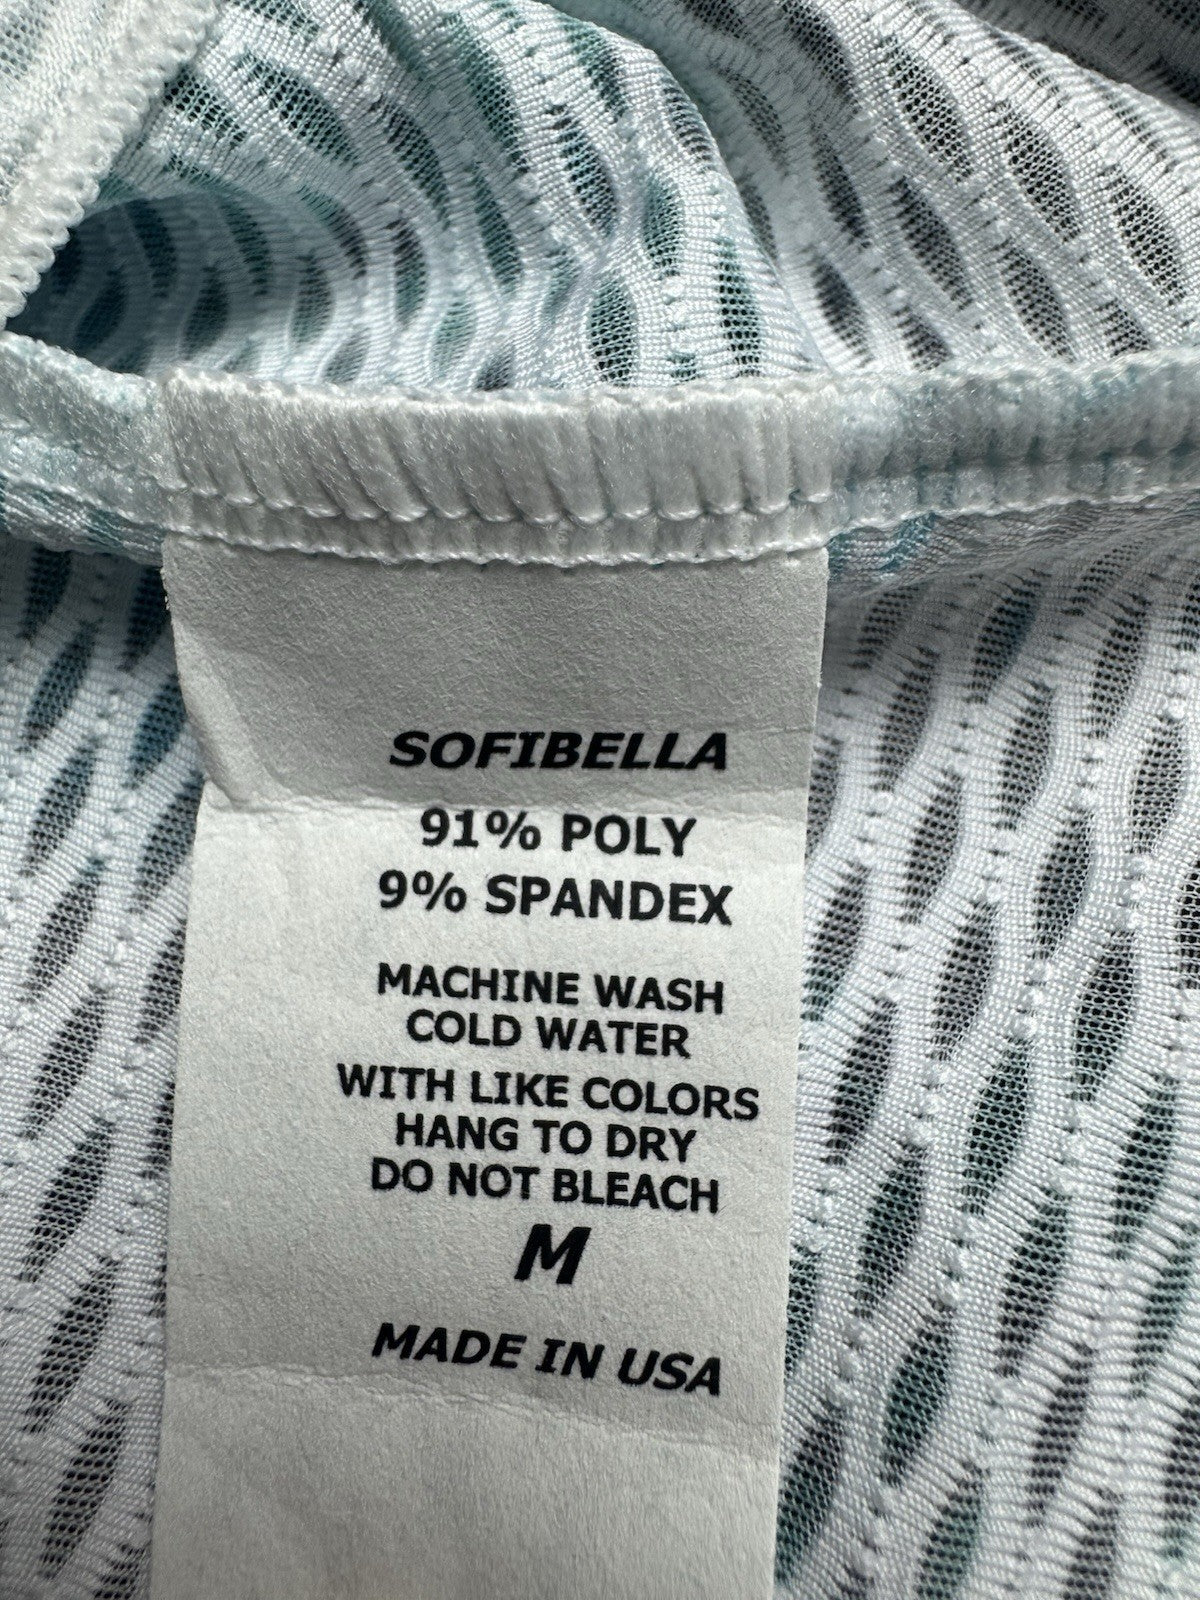 SOFIBELLA
91% POLY
9% SPANDEX
MACHINE WASH
COLD WATER
WITH LIKE COLORS
HANG TO DRY
DO NOT BLEACH
M
MADE IN USA